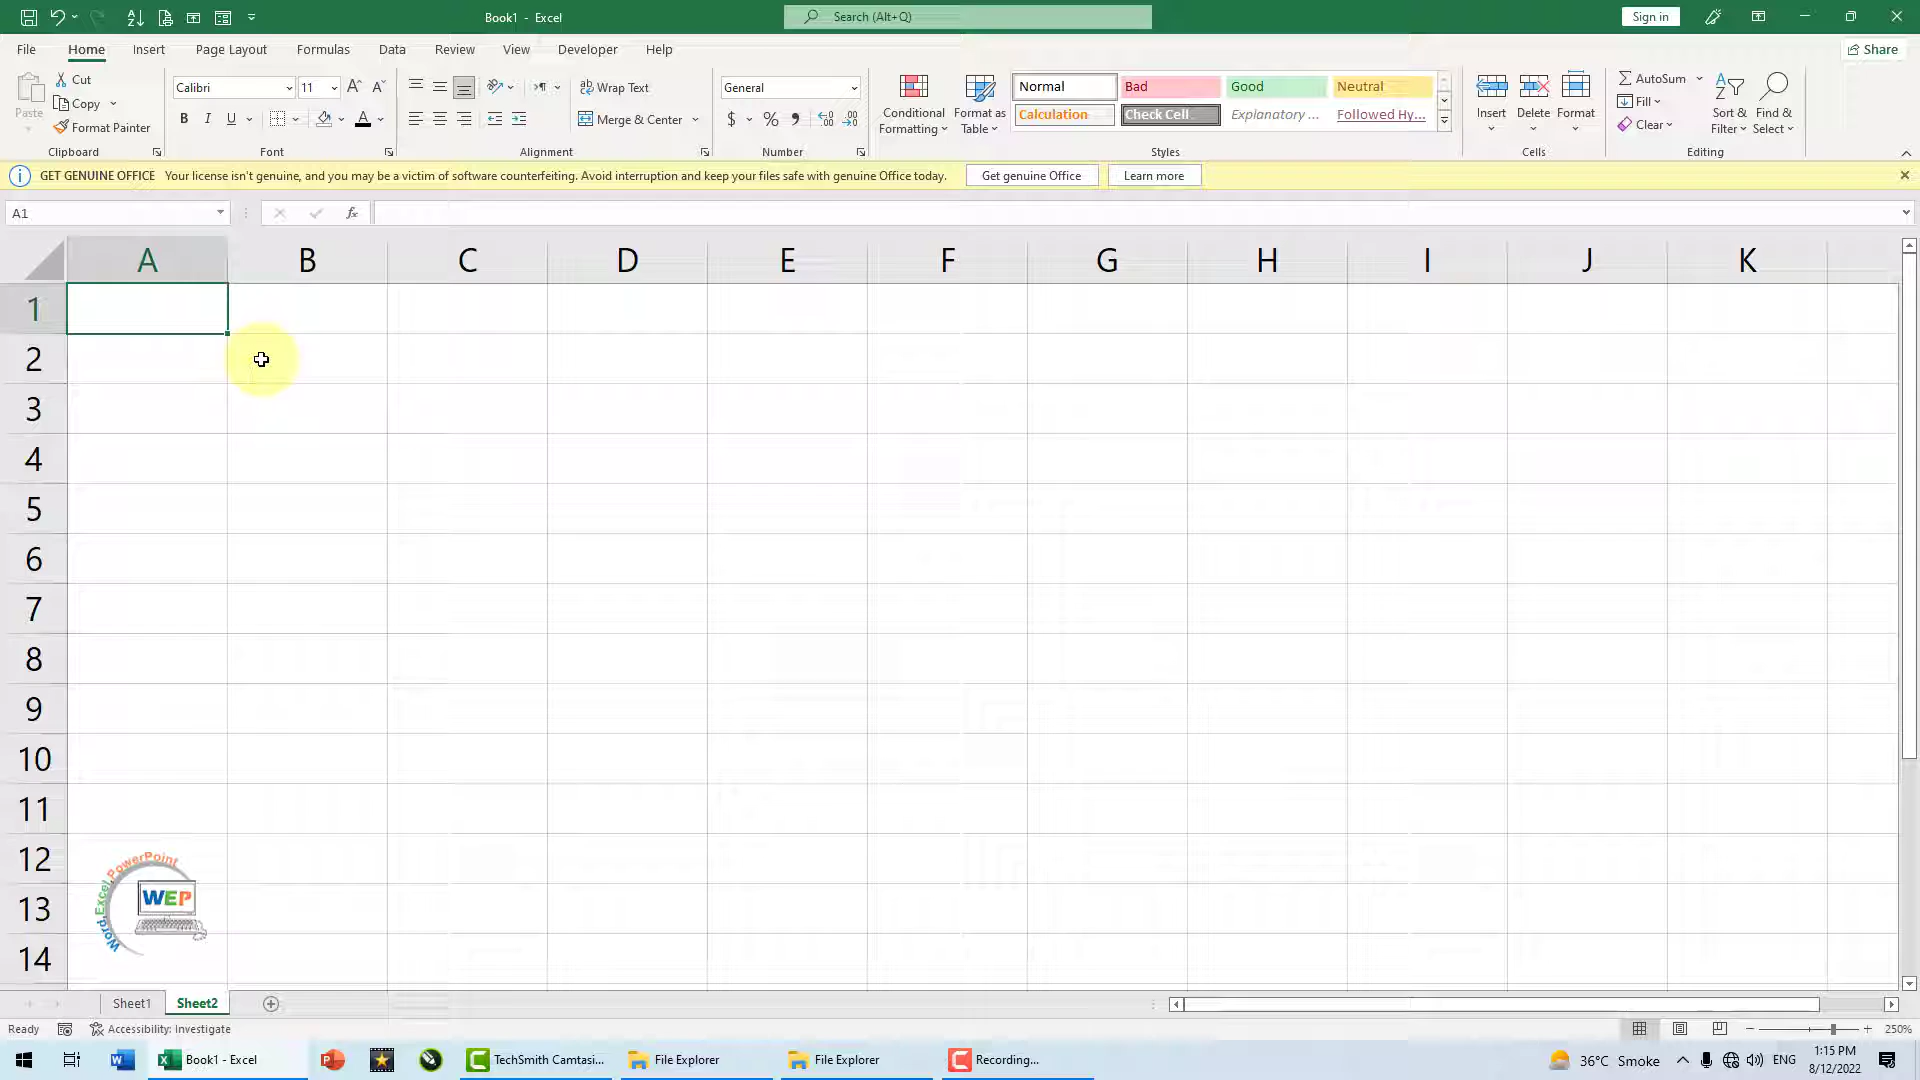 Book1 - Excel
Search (Alt+Q)
Sign in
File Home Insert Page Layout Formulas Data Review View Developer Help
Share
Paste
Cut
Copy
Format Painter
Clipboard
Calibri 11
B I U
Font
Wrap Text
Merge & Center
Alignment
General
$ % 9
Number
Conditional Formatting
Format as Table
Normal Bad Good Neutral
Calculation Check Cell Explanatory ... Followed Hy...
Styles
Insert Delete Format
Cells
AutoSum
Fill
Clear
Sort & Filter
Find & Select
Editing
GET GENUINE OFFICE Your license isn't genuine, and you may be a victim of software counterfeiting. Avoid interruption and keep your files safe with genuine Office today. Get genuine Office Learn more
A1 fx
A B C D E F G H I J K
1
2
3
4
5
6
7
8
9
10
11
12
13
14
Word,Excel,PowerPoint
WEP
Sheet1 Sheet2
Ready Accessibility: Investigate 250%
Book1 - Excel TechSmith Camtasi... File Explorer File Explorer Recording... 36°C Smoke ENG 1:15 PM
8/12/2022